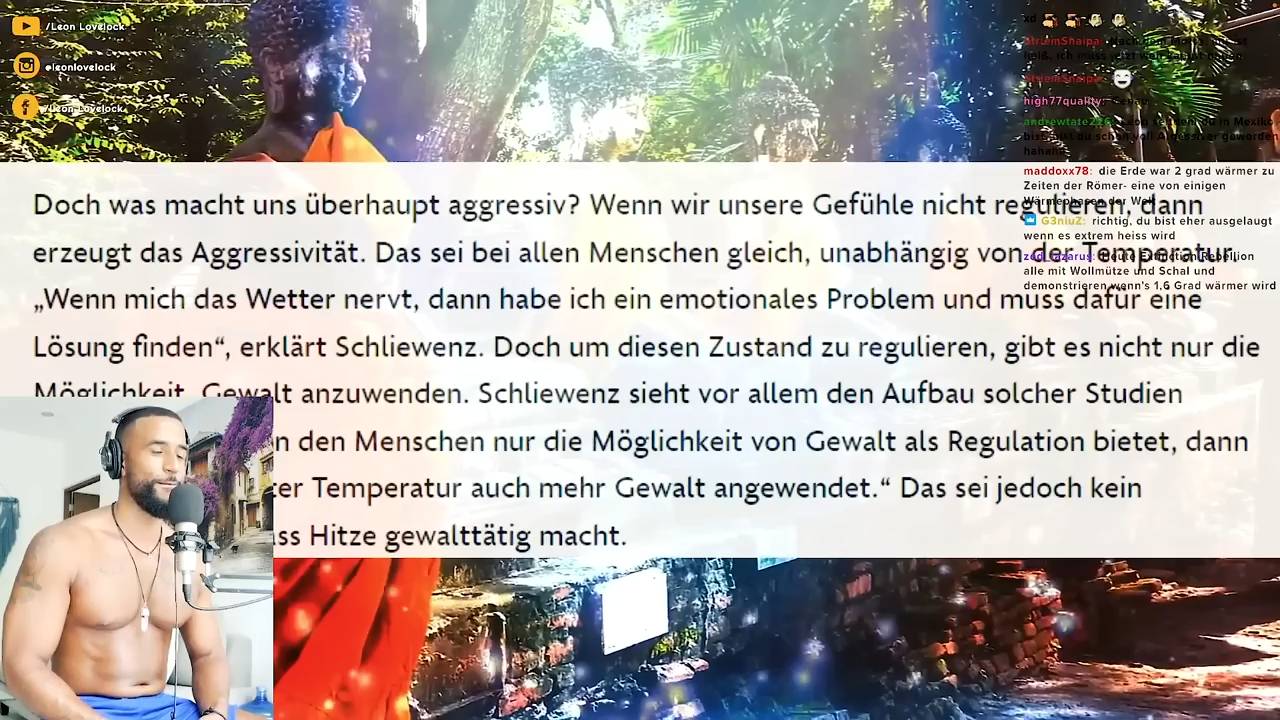 /Leon Lovelock
@leonlovelock
/Leon Lovelock
Doch was macht uns überhaupt aggressiv? Wenn wir unsere Gefühle nicht regulieren, dann
erzeugt das Aggressivität. Das sei bei allen Menschen gleich, unabhängig von der Temperatur.
„Wenn mich das Wetter nervt, dann habe ich ein emotionales Problem und muss dafür eine
Lösung finden“, erklärt Schliewenz. Doch um diesen Zustand zu regulieren, gibt es nicht nur die
Möglichkeit, Gewalt anzuwenden. Schliewenz sieht vor allem den Aufbau solcher Studien
den Menschen nur die Möglichkeit von Gewalt als Regulation bietet, dann
Temperatur auch mehr Gewalt angewendet.“ Das sei jedoch kein
Hitze gewalttätig macht.
xd
StrumShaipa:
high77quality:
maddoxx78: die Erde war 2 grad wärmer zu
Zeiten der Römer- eine von einigen
Wärmephasen der Welt
G3niuZ: richtig, du bist eher ausgelaugt
wenn es extrem heiss wird
zed_lazarus: Heute Extinction Rebellion
alle mit Wollmütze und Schal und
demonstrieren wenn's 1,6 Grad wärmer wird